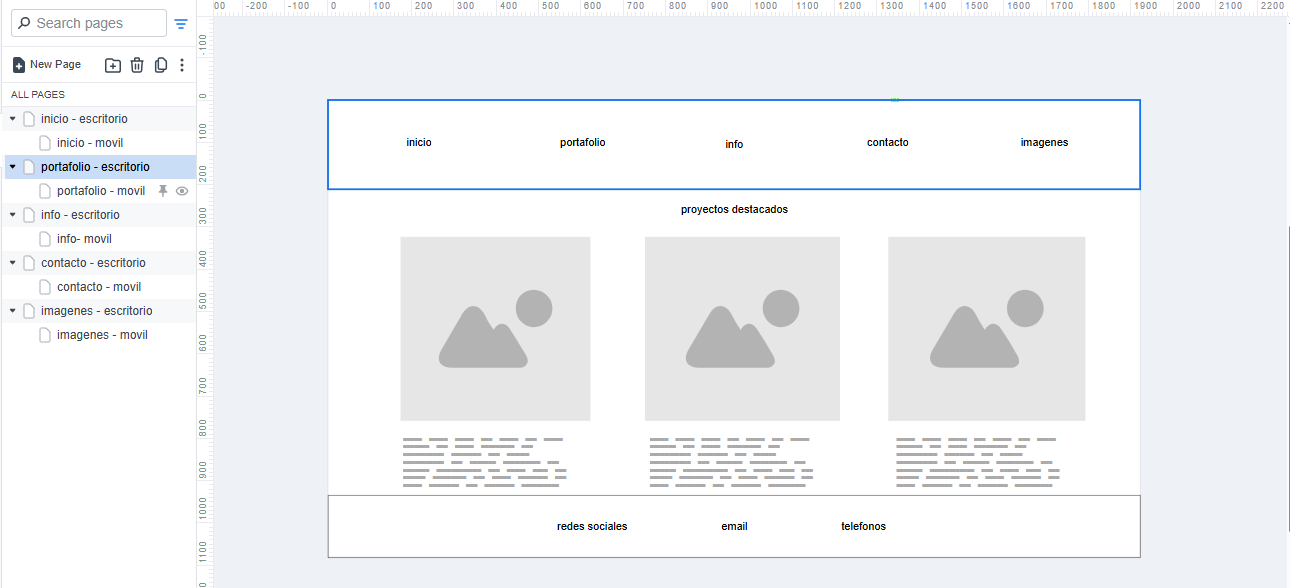 Search pages
New Page
ALL PAGES
inicio - escritorio
inicio - movil
portafolio - escritorio
portafolio - movil
info - escritorio
info- movil
contacto - escritorio
contacto - movil
imagenes - escritorio
imagenes - movil
00 -200 -100 0 100 200 300 400 500 600 700 800 900 1000 1100 1200 1300 1400 1500 1600 1700 1800 1900 2000 2100 2200
-100
0
100
200
300
400
500
600
700
800
900
1000
1100
inicio portafolio info contacto imagenes
proyectos destacados
redes sociales email telefonos